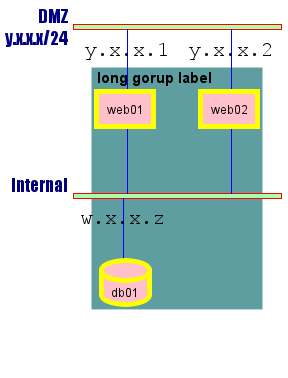 DMZ
y.x.x.x/24
y.x.x.1 y.x.x.2
long gorup label
web01 web02
Internal
w.x.x.z
db01